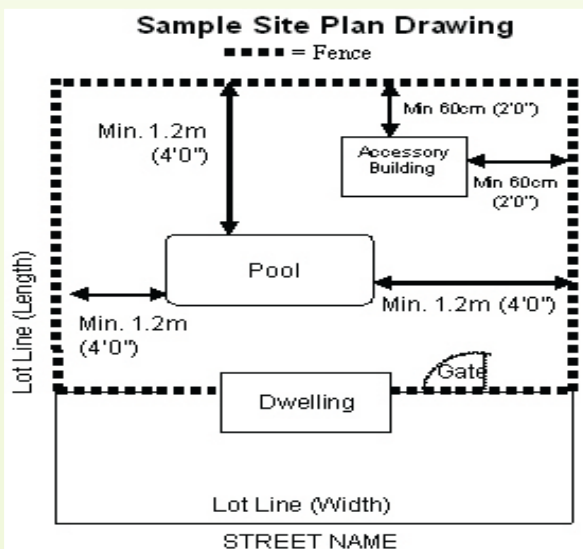 Sample Site Plan Drawing
= Fence
Min. 1.2m
(4'0")
Min 60cm (2'0")
Accessory
Building
Min 60cm
(2'0")
Pool
Min. 1.2m
(4'0")
Min. 1.2m (4'0")
Lot Line (Length)
Gate
Dwelling
Lot Line (Width)
STREET NAME